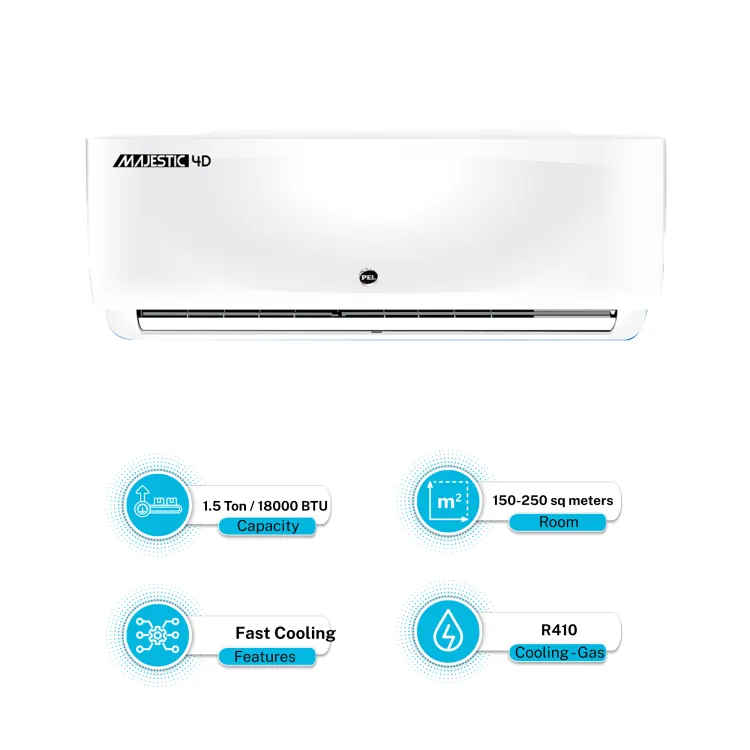 MAJESTIC 4D
PEL
1.5 Ton / 18000 BTU
Capacity
m²
150-250 sq meters
Room
Fast Cooling
Features
R410
Cooling-Gas